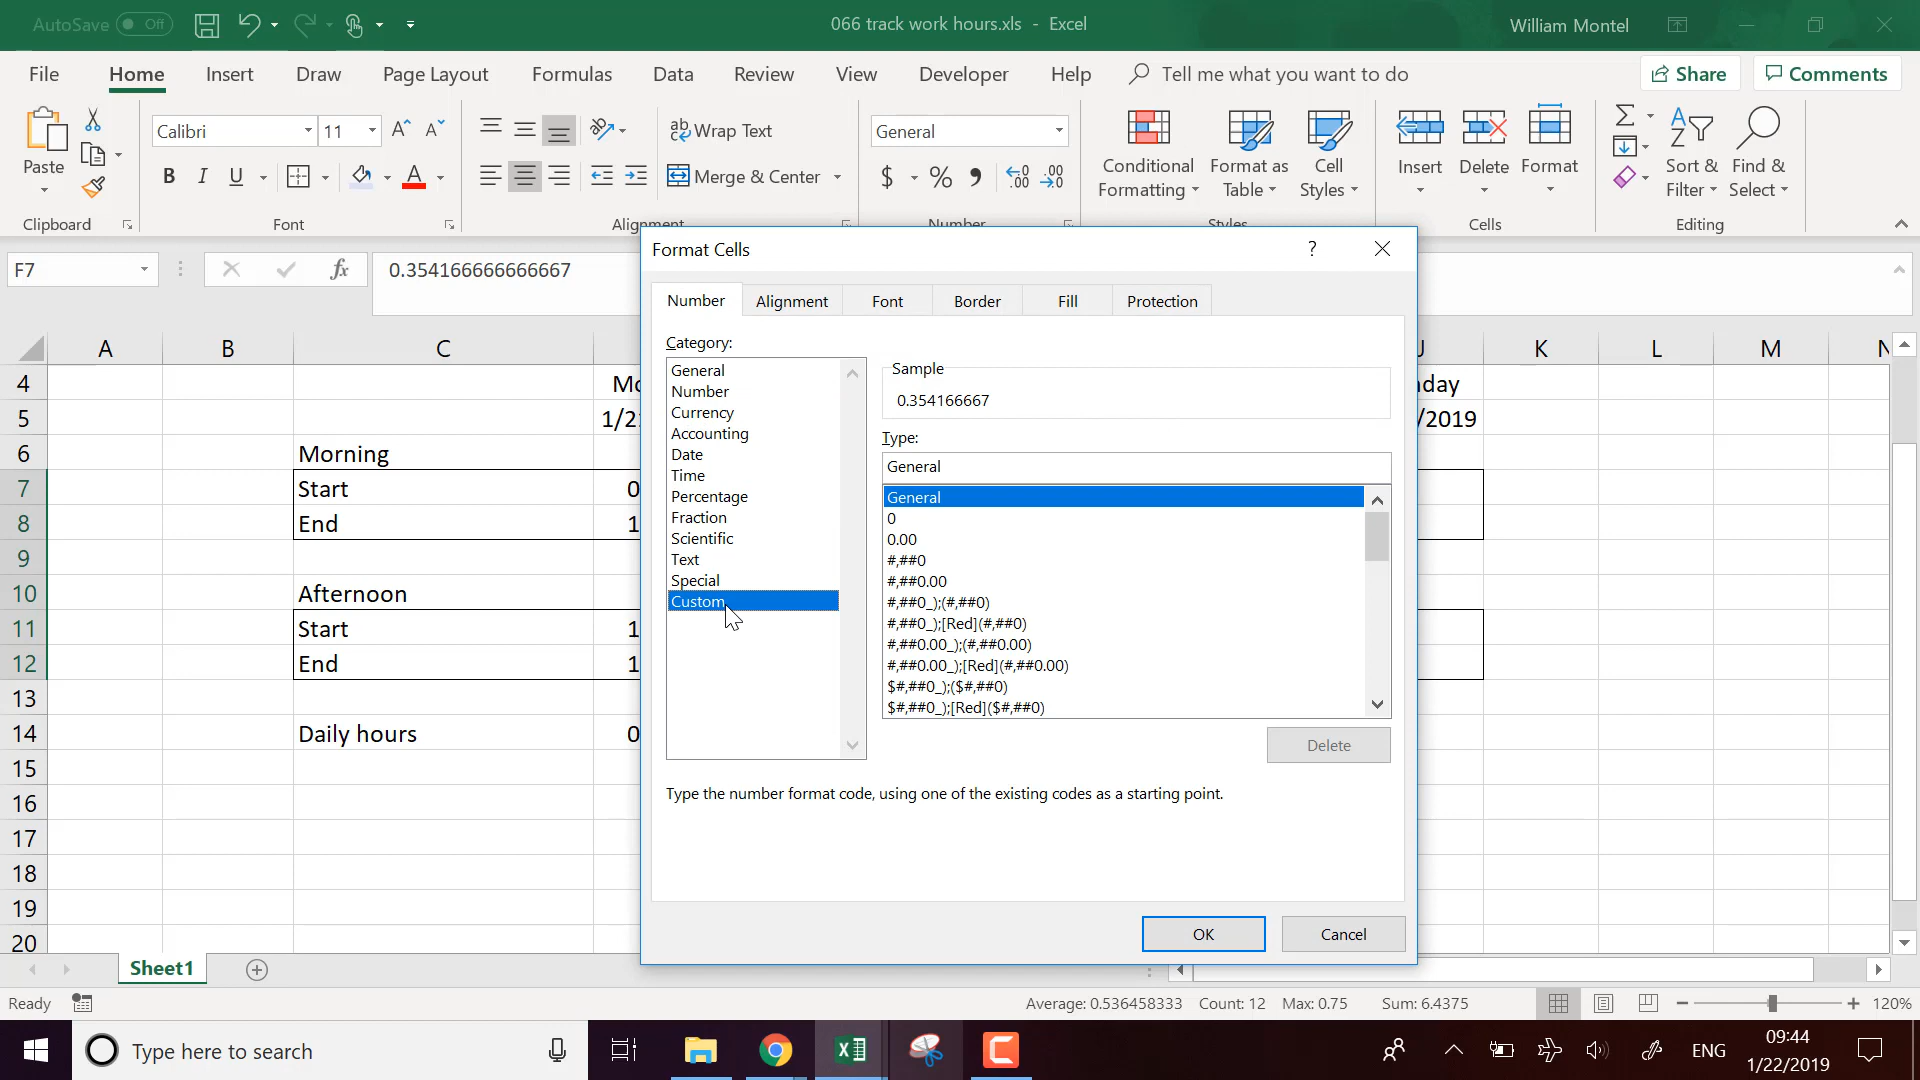 AutoSave Off
066 track work hours.xls - Excel
William Montel
File Home Insert Draw Page Layout Formulas Data Review View Developer Help Tell me what you want to do Share Comments
Calibri 11 Wrap Text General
Paste B I U A Merge & Center $ % Conditional Formatting Format as Table Cell Styles Insert Delete Format Sort & Filter Find & Select
Clipboard Font Alignment Number Styles Cells Editing
F7 fx 0.354166666666667
Format Cells ?
Number Alignment Font Border Fill Protection
Category:
General
Number
Currency
Accounting
Date
Time
Percentage
Fraction
Scientific
Text
Special
Custom
Sample
0.354166667
Type:
General
General
0
0.00
#,##0
#,##0.00
#,##0_);(#,##0)
#,##0_);[Red](#,##0)
#,##0.00_);(#,##0.00)
#,##0.00_);[Red](#,##0.00)
$#,##0_);($#,##0)
$#,##0_);[Red]($#,##0)
Delete
Type the number format code, using one of the existing codes as a starting point.
OK Cancel
A B C J K L M N
4
5 /2019
6 Morning
7 Start 0
8 End 1
9
10 Afternoon
11 Start 1
12 End 1
13
14 Daily hours 0
15
16
17
18
19
20
Sheet1
Ready Average: 0.536458333 Count: 12 Max: 0.75 Sum: 6.4375 120%
Type here to search
ENG
09:44
1/22/2019